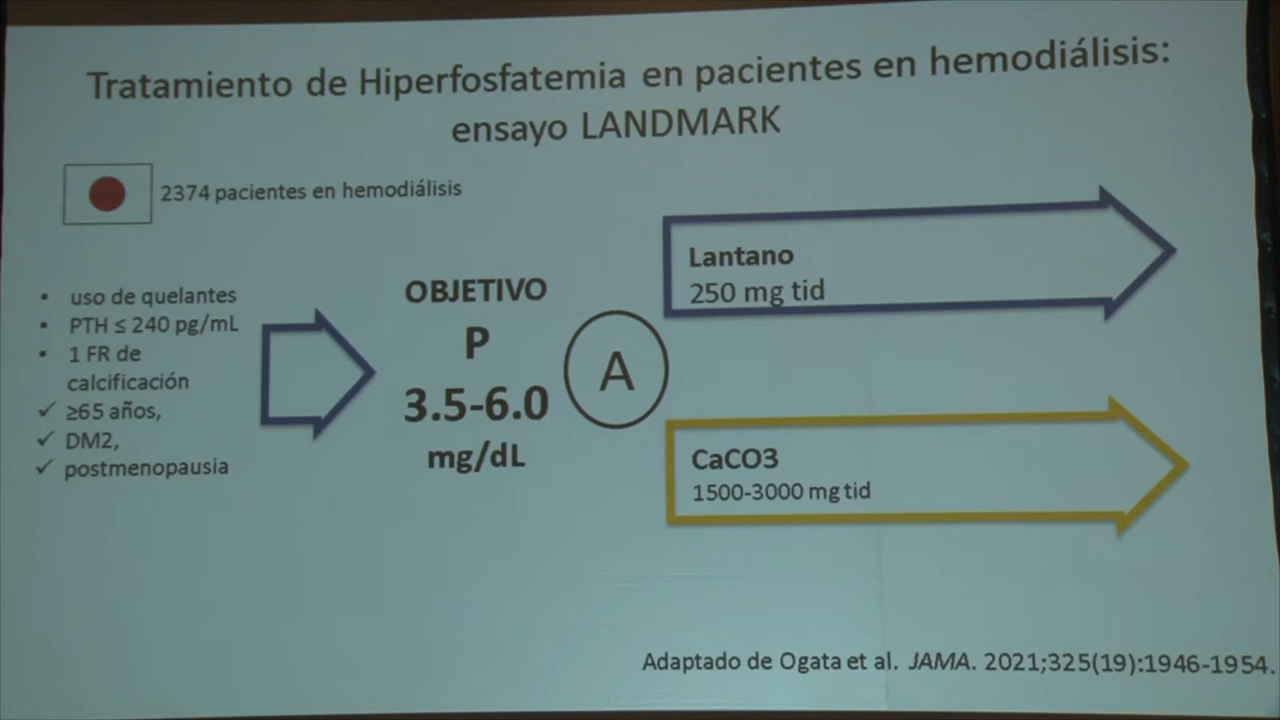 Tratamiento de Hiperfosfatemia en pacientes en hemodiálisis:
ensayo LANDMARK
2374 pacientes en hemodiálisis
• uso de quelantes
• PTH ≤ 240 pg/mL
• 1 FR de
calcificación
✓ ≥65 años,
✓ DM2,
✓ postmenopausia
OBJETIVO
P
3.5-6.0
mg/dL
A
Lantano
250 mg tid
CaCO3
1500-3000 mg tid
Adaptado de Ogata et al. JAMA. 2021;325(19):1946-1954.